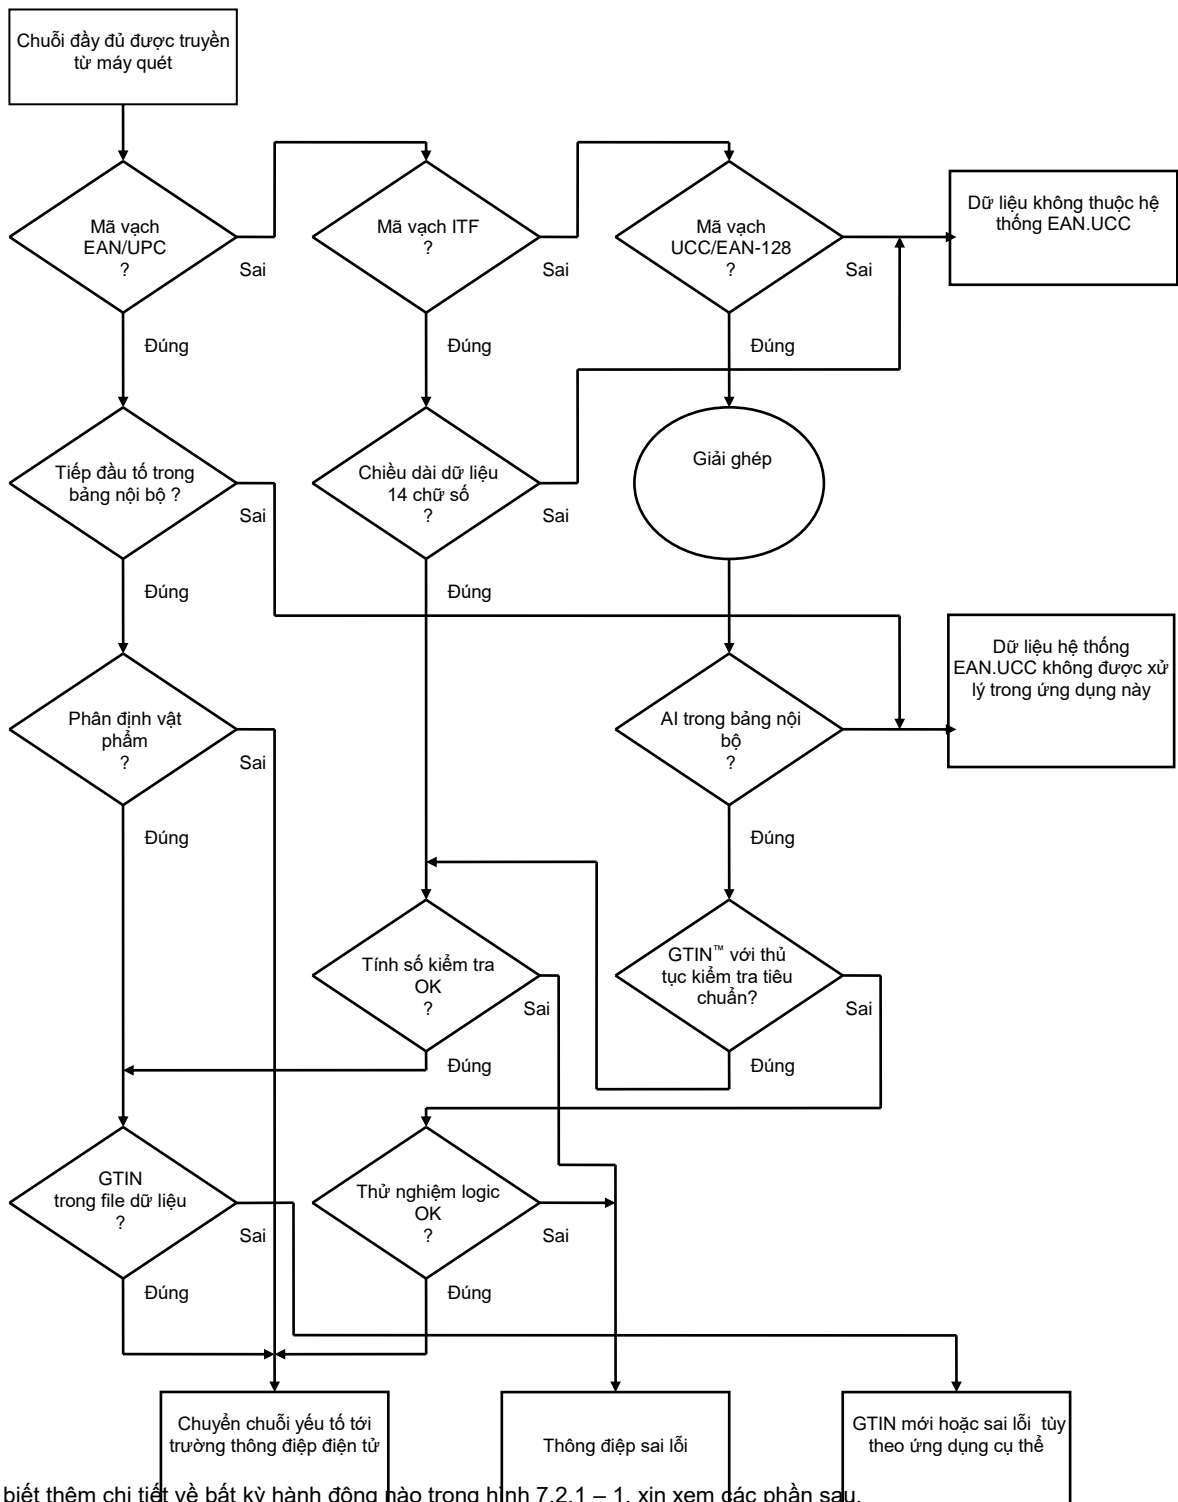 Chuỗi đầy đủ được truyền
từ máy quét
Mã vạch
EAN/UPC
?
Sai
Mã vạch ITF
?
Sai
Mã vạch
UCC/EAN-128
?
Sai
Dữ liệu không thuộc hệ
thống EAN.UCC
Đúng
Đúng
Đúng
Tiếp đầu tố trong
bảng nội bộ ?
Sai
Chiều dài dữ liệu
14 chữ số
?
Sai
Giải ghép
Đúng
Đúng
Dữ liệu hệ thống
EAN.UCC không được xử
lý trong ứng dụng này
Phân định vật
phẩm
?
Sai
AI trong bảng nội
bộ
?
Đúng
Đúng
Tính số kiểm tra
OK
?
Sai
GTIN™ với thủ
tục kiểm tra tiêu
chuẩn?
Sai
Đúng
Đúng
GTIN
trong file dữ liệu
?
Sai
Thử nghiệm logic
OK
?
Sai
Đúng
Đúng
Chuyển chuỗi yếu tố tới
trường thông điệp điện tử
Thông điệp sai lỗi
GTIN mới hoặc sai lỗi tùy
theo ứng dụng cụ thể
biết thêm chi tiết về bất kỳ hành động nào trong hình 7.2.1 – 1, xin xem các phần sau.